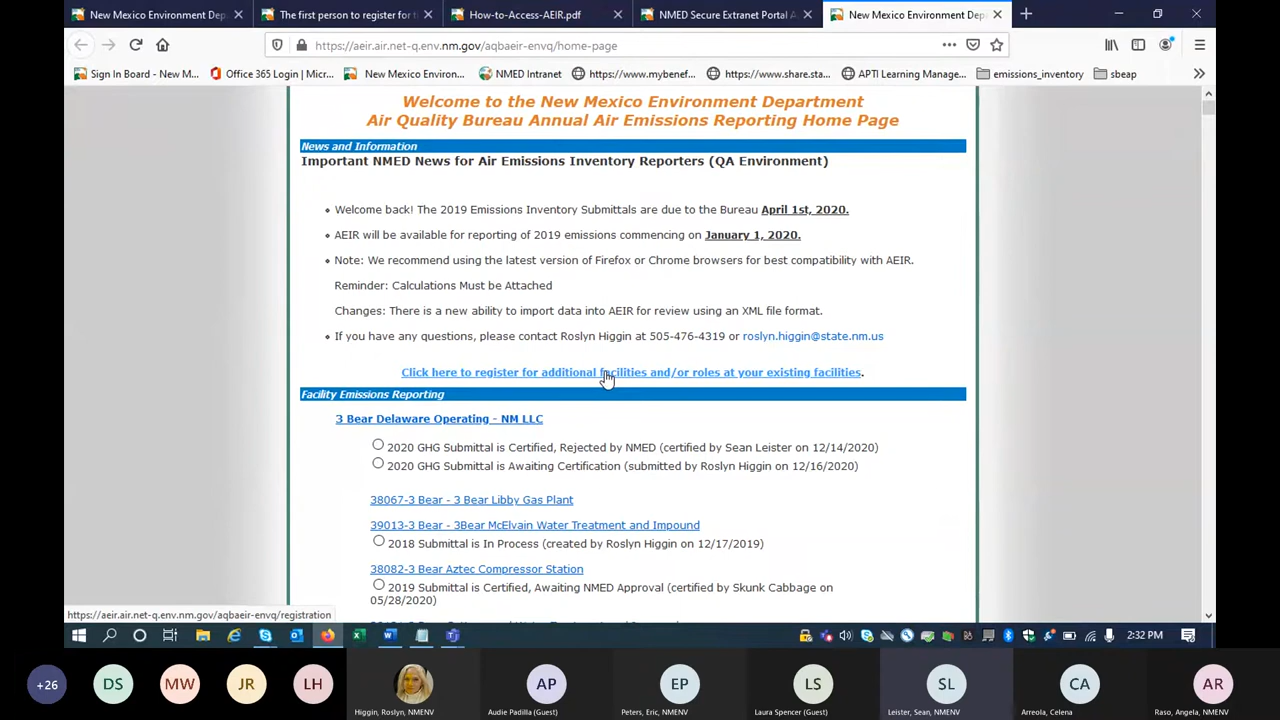 New Mexico Environment Dep
The first person to register for t
How-to-Access-AEIR.pdf
NMED Secure Extranet Portal A
New Mexico Environment Depa
https://aeir.air.net-q.env.nm.gov/aqbaeir-envq/home-page
Sign In Board - New M...
Office 365 Login | Micr...
New Mexico Environ...
NMED Intranet
https://www.mybenef...
https://www.share.sta...
APTI Learning Manage...
emissions_inventory
sbeap
Welcome to the New Mexico Environment Department
Air Quality Bureau Annual Air Emissions Reporting Home Page
News and Information
Important NMED News for Air Emissions Inventory Reporters (QA Environment)
Welcome back! The 2019 Emissions Inventory Submittals are due to the Bureau April 1st, 2020.
AEIR will be available for reporting of 2019 emissions commencing on January 1, 2020.
Note: We recommend using the latest version of Firefox or Chrome browsers for best compatibility with AEIR.
Reminder: Calculations Must be Attached
Changes: There is a new ability to import data into AEIR for review using an XML file format.
If you have any questions, please contact Roslyn Higgin at 505-476-4319 or roslyn.higgin@state.nm.us
Click here to register for additional facilities and/or roles at your existing facilities.
Facility Emissions Reporting
3 Bear Delaware Operating - NM LLC
2020 GHG Submittal is Certified, Rejected by NMED (certified by Sean Leister on 12/14/2020)
2020 GHG Submittal is Awaiting Certification (submitted by Roslyn Higgin on 12/16/2020)
38067-3 Bear - 3 Bear Libby Gas Plant
39013-3 Bear - 3Bear McElvain Water Treatment and Impound
2018 Submittal is In Process (created by Roslyn Higgin on 12/17/2019)
38082-3 Bear Aztec Compressor Station
2019 Submittal is Certified, Awaiting NMED Approval (certified by Skunk Cabbage on
05/28/2020)
https://aeir.air.net-q.env.nm.gov/aqbaeir-envq/registration
2:32 PM
+26
DS
MW
JR
LH
Higgin, Roslyn, NMENV
AP
Audie Padilla (Guest)
EP
Peters, Eric, NMENV
LS
Laura Spencer (Guest)
SL
Leister, Sean, NMENV
CA
Arreola, Celena
AR
Raso, Angela, NMENV